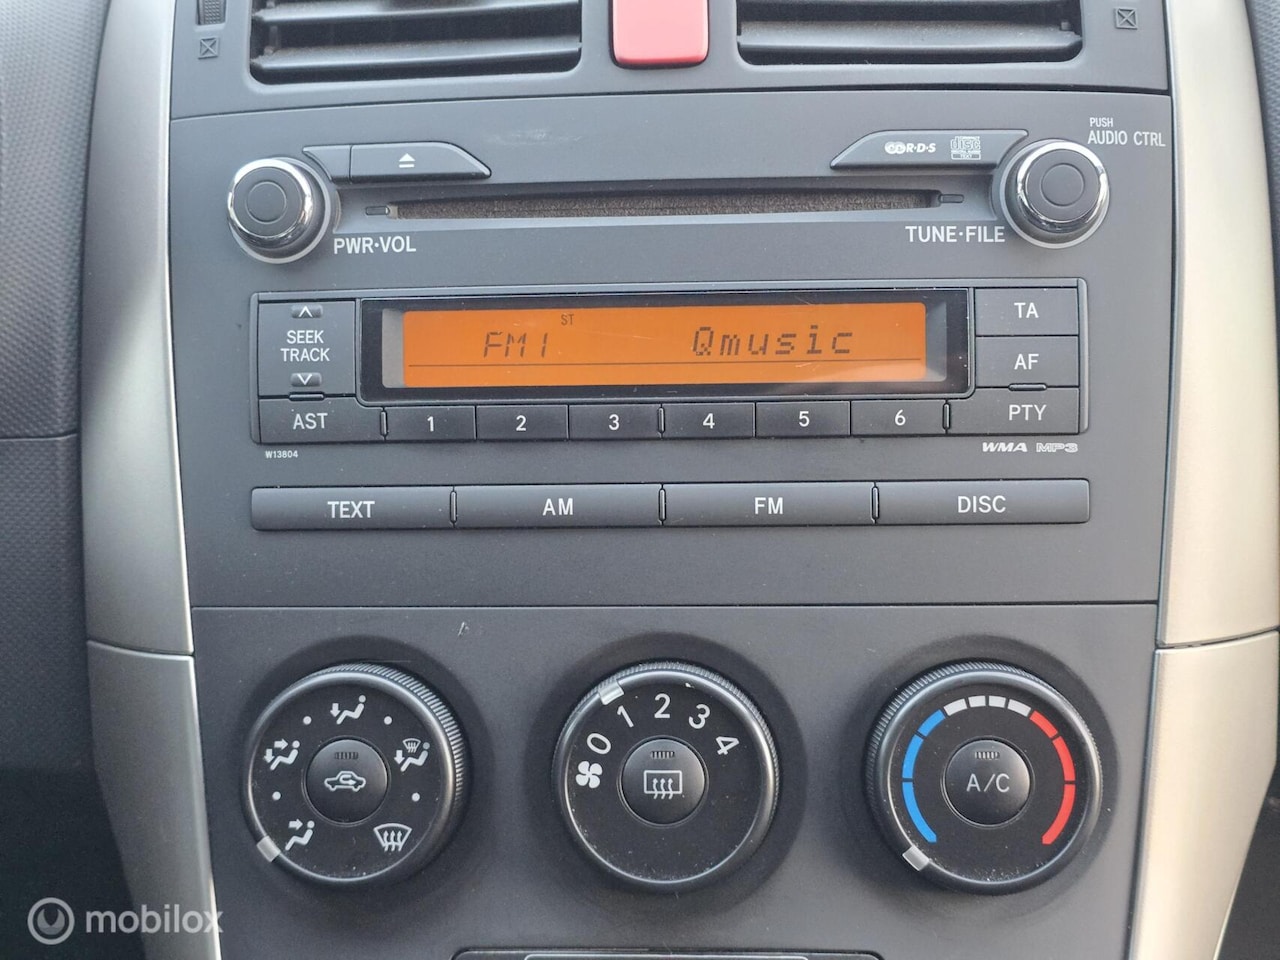 PUSH
AUDIO CTRL
R·D·S
TEXT
PWR·VOL
TUNE·FILE
SEEK
TRACK
ST
FM1 Qmusic
TA
AF
AST
1 2 3 4 5 6
PTY
W13804
WMA MP3
TEXT AM FM DISC
0 1 2 3 4
A/C
mobilox